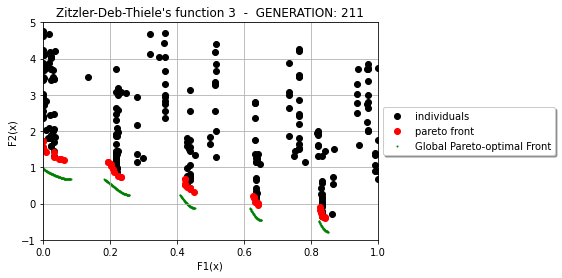 Zitzler-Deb-Thiele's function 3  -  GENERATION: 211
F2(x)
5
4
3
2
1
0
−1
0.0
0.2
0.4
0.6
0.8
1.0
F1(x)
individuals
pareto front
Global Pareto-optimal Front